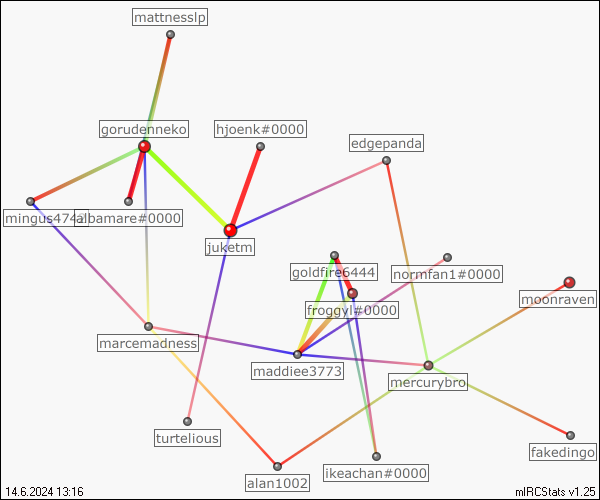 mattnesslp
gorudenneko
hjoenk#0000
edgepanda
albamare#0000
juketm
goldfire6444
normfan1#0000
moonraven
froggyl#0000
marcemadness
maddiee3773
mercurybro
turtelious
fakedingo
ikeachan#0000
alan1002
14.6.2024 13:16
mIRCStats v1.25